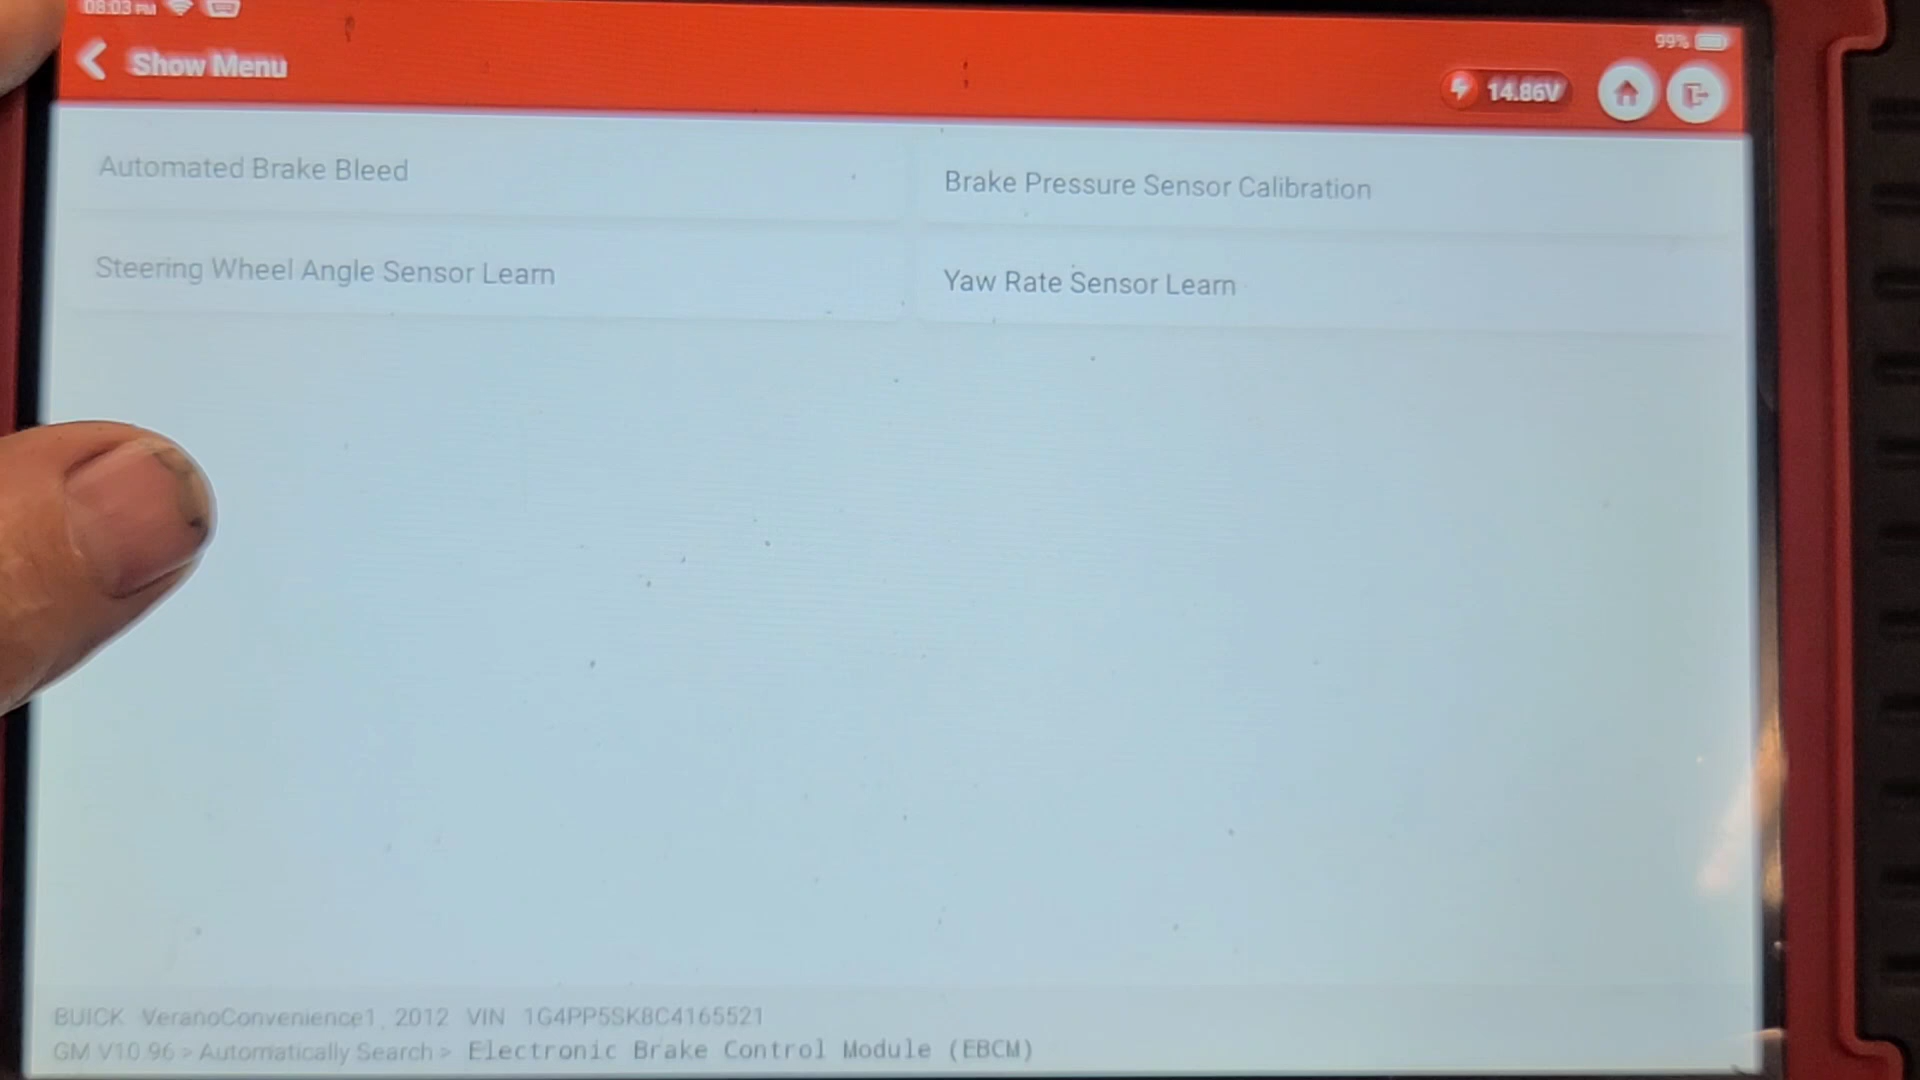 08:03 PM
99%
Show Menu
14.86V
Automated Brake Bleed
Brake Pressure Sensor Calibration
Steering Wheel Angle Sensor Learn
Yaw Rate Sensor Learn
BUICK VeranoConvenience1, 2012 VIN 1G4PP5SK8C4165521
GM V10.96 > Automatically Search > Electronic Brake Control Module (EBCM)